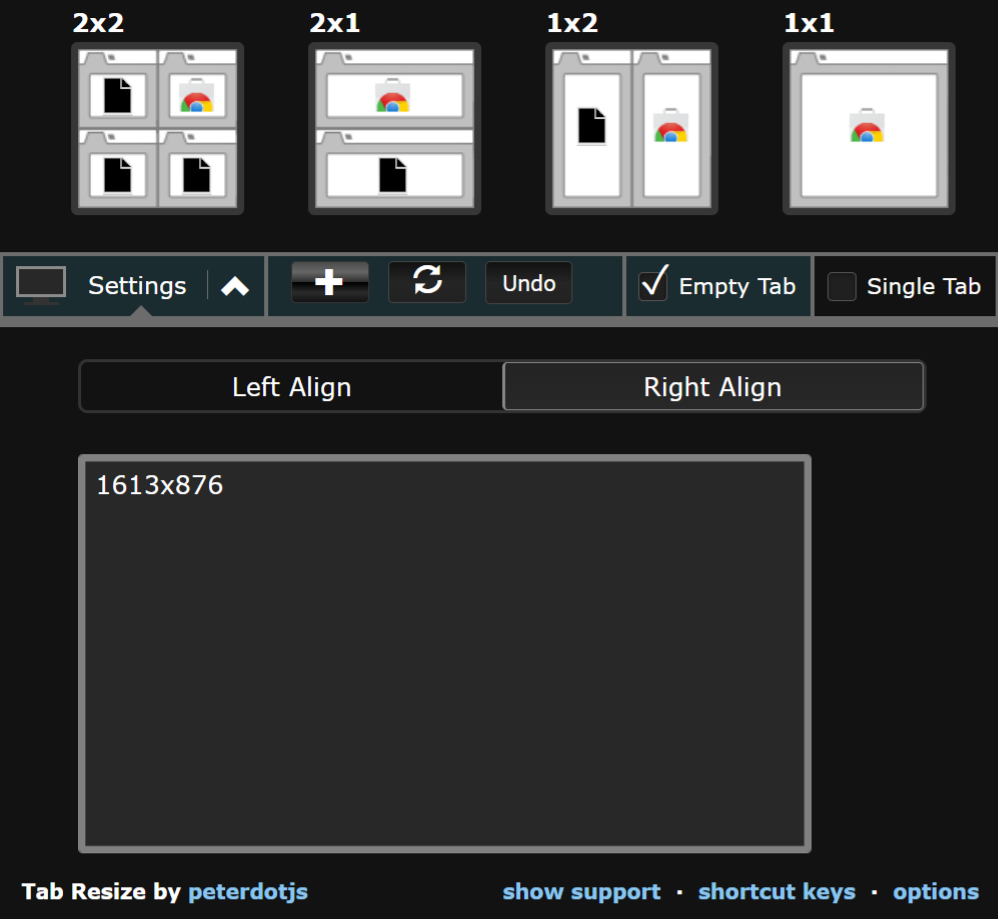 2x2 2x1 1x2 1x1
Settings Undo Empty Tab Single Tab
Left Align Right Align
1613x876
Tab Resize by peterdotjs show support · shortcut keys · options